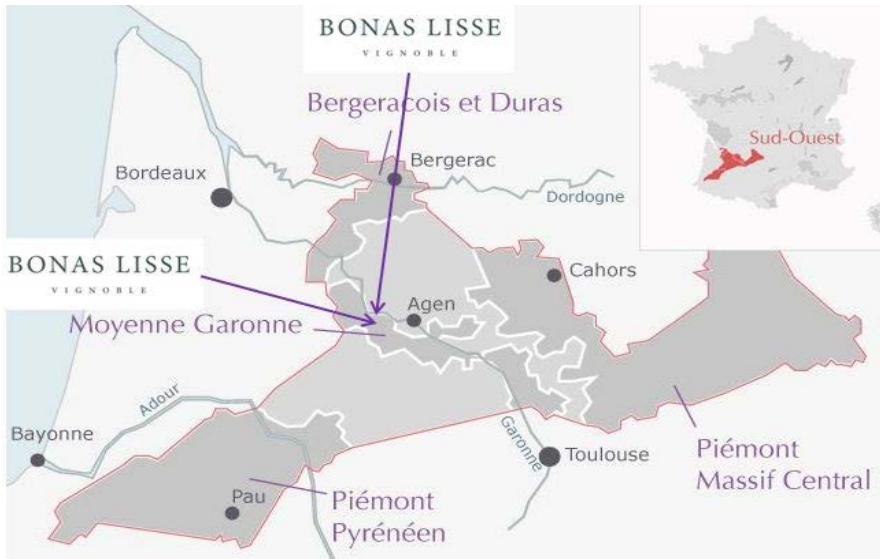 BONAS LISSE
VIGNOBLE
Bergeracois et Duras
Sud-Ouest
Bordeaux
Bergerac
Dordogne
BONAS LISSE
VIGNOBLE
Cahors
Agen
Moyenne Garonne
Adour
Bayonne
Garonne
Toulouse
Piémont
Massif Central
Pau
Piémont
Pyrénéen